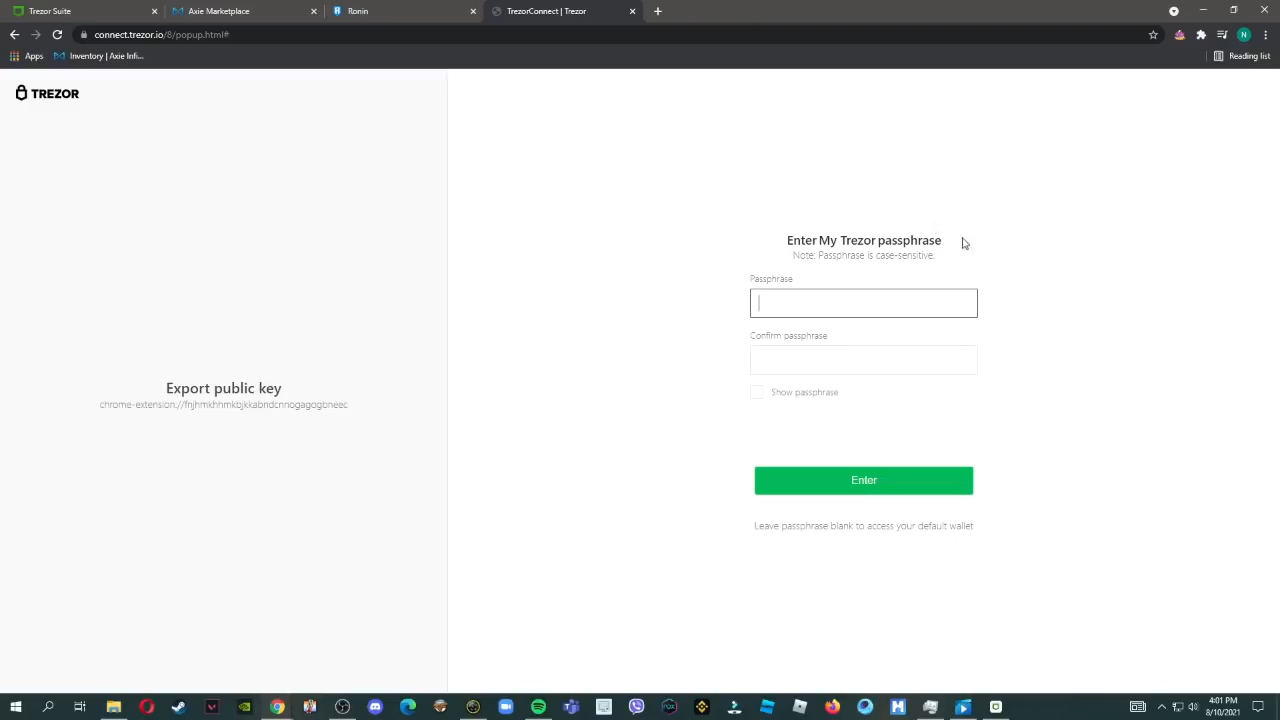 Trezor Suite
Axie Marketplace
Ronin
TrezorConnect | Trezor
connect.trezor.io/8/popup.html#
N
Apps
Inventory | Axie Infi...
Reading list
TREZOR
Enter My Trezor passphrase
Note: Passphrase is case-sensitive.
Passphrase
Confirm passphrase
Show passphrase
Export public key
chrome-extension://fnjhmkhhmkbjkkabndcnnogagogbneec
Enter
Leave passphrase blank to access your default wallet
4:01 PM
8/10/2021